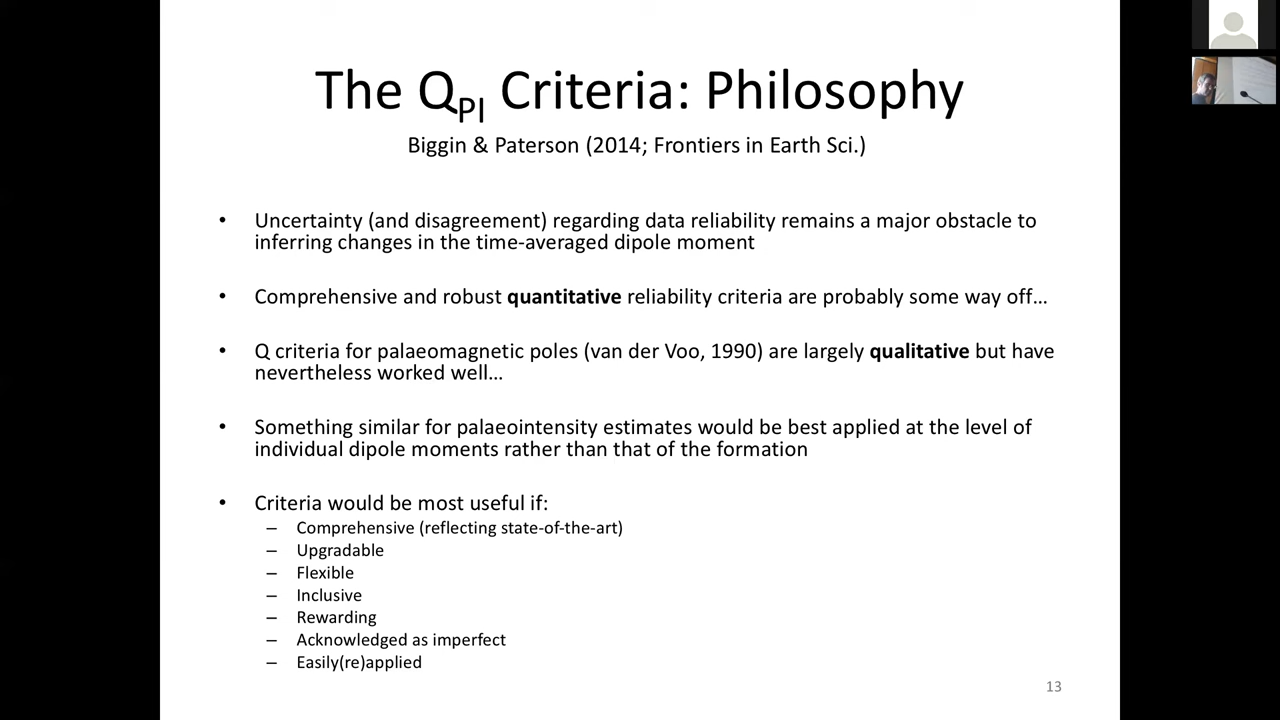 The QPI Criteria: Philosophy
Biggin & Paterson (2014; Frontiers in Earth Sci.)
• Uncertainty (and disagreement) regarding data reliability remains a major obstacle to
inferring changes in the time-averaged dipole moment
• Comprehensive and robust quantitative reliability criteria are probably some way off…
• Q criteria for palaeomagnetic poles (van der Voo, 1990) are largely qualitative but have
nevertheless worked well…
• Something similar for palaeointensity estimates would be best applied at the level of
individual dipole moments rather than that of the formation
• Criteria would be most useful if:
– Comprehensive (reflecting state-of-the-art)
– Upgradable
– Flexible
– Inclusive
– Rewarding
– Acknowledged as imperfect
– Easily(re)applied
13